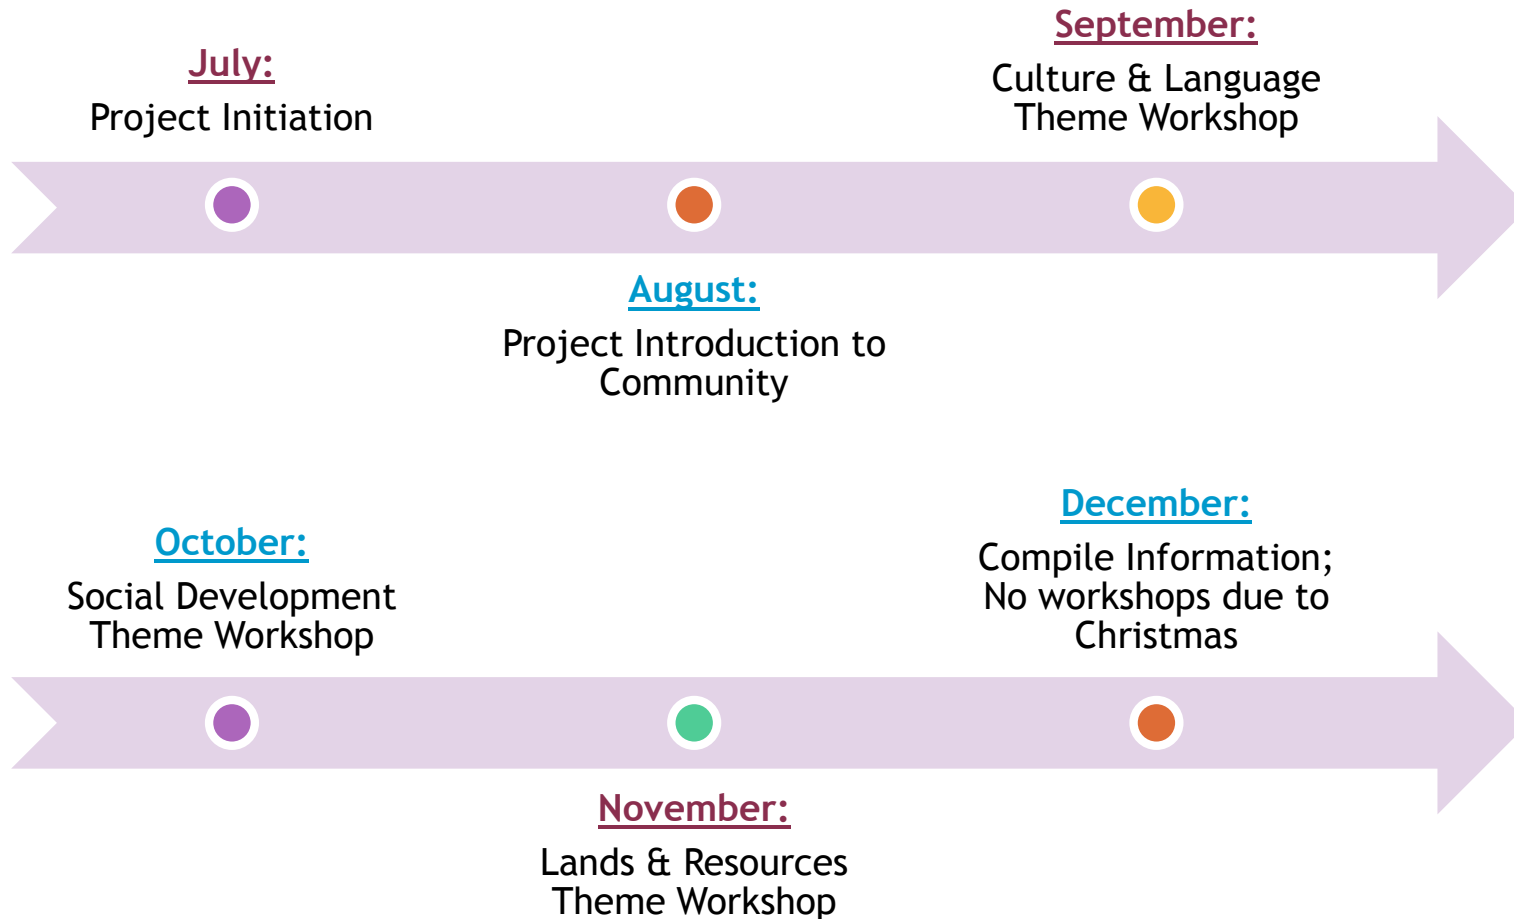 July:
Project Initiation
August:
Project Introduction to
Community
September:
Culture & Language
Theme Workshop
October:
Social Development
Theme Workshop
November:
Lands & Resources
Theme Workshop
December:
Compile Information;
No workshops due to
Christmas